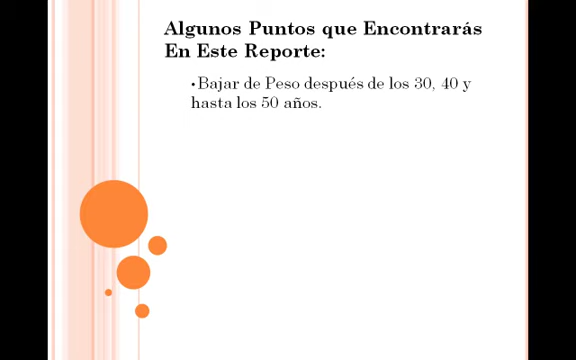 Algunos Puntos que Encontrarás
En Este Reporte:
•Bajar de Peso después de los 30, 40 y
hasta los 50 años.